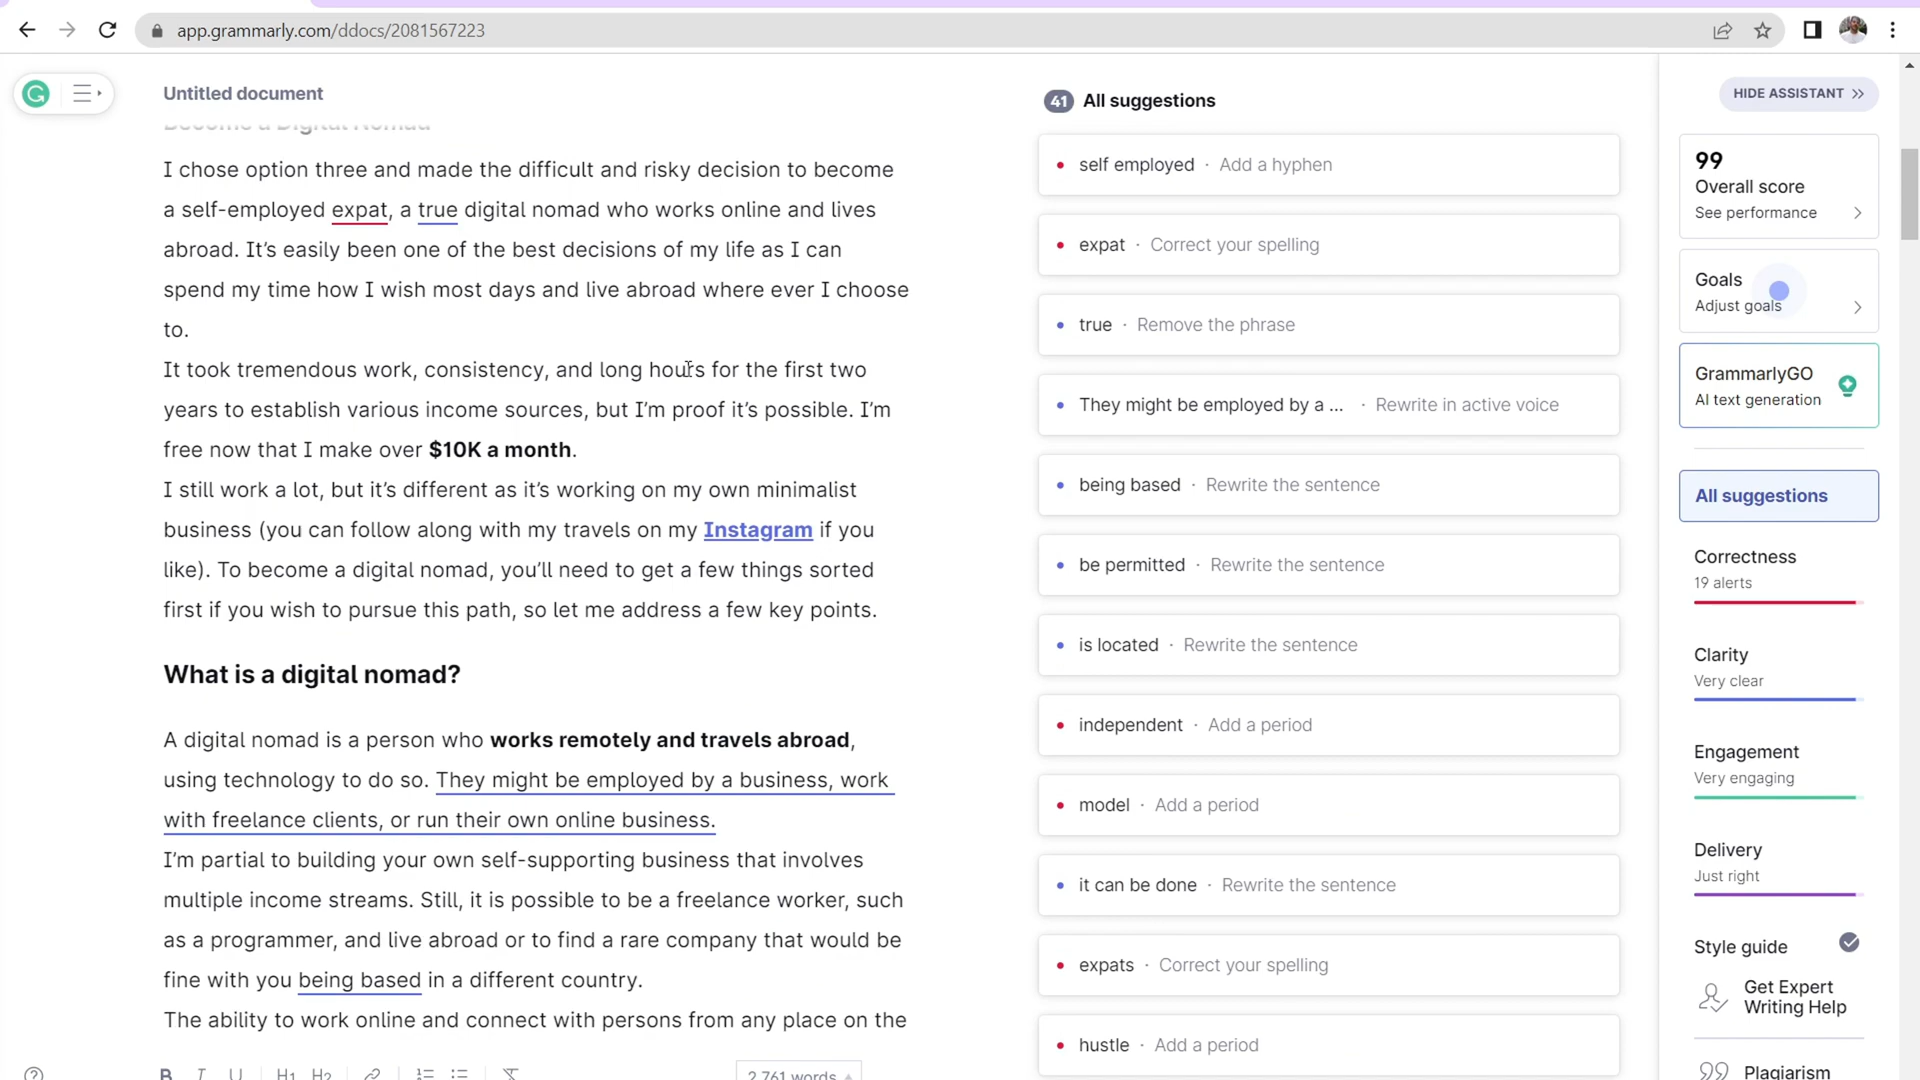 app.grammarly.com/ddocs/2081567223
Untitled document
Become a Digital Nomad
I chose option three and made the difficult and risky decision to become
a self-employed expat, a true digital nomad who works online and lives
abroad. It’s easily been one of the best decisions of my life as I can
spend my time how I wish most days and live abroad where ever I choose
to.
It took tremendous work, consistency, and long hours for the first two
years to establish various income sources, but I’m proof it’s possible. I’m
free now that I make over $10K a month.
I still work a lot, but it’s different as it’s working on my own minimalist
business (you can follow along with my travels on my Instagram if you
like). To become a digital nomad, you’ll need to get a few things sorted
first if you wish to pursue this path, so let me address a few key points.
What is a digital nomad?
A digital nomad is a person who works remotely and travels abroad,
using technology to do so. They might be employed by a business, work
with freelance clients, or run their own online business.
I’m partial to building your own self-supporting business that involves
multiple income streams. Still, it is possible to be a freelance worker, such
as a programmer, and live abroad or to find a rare company that would be
fine with you being based in a different country.
The ability to work online and connect with persons from any place on the
B I U H1 H2
2,761 words
41 All suggestions
self employed · Add a hyphen
expat · Correct your spelling
true · Remove the phrase
They might be employed by a ... · Rewrite in active voice
being based · Rewrite the sentence
be permitted · Rewrite the sentence
is located · Rewrite the sentence
independent · Add a period
model · Add a period
it can be done · Rewrite the sentence
expats · Correct your spelling
hustle · Add a period
HIDE ASSISTANT
99
Overall score
See performance
Goals
Adjust goals
GrammarlyGO
AI text generation
All suggestions
Correctness
19 alerts
Clarity
Very clear
Engagement
Very engaging
Delivery
Just right
Style guide
Get Expert
Writing Help
Plagiarism